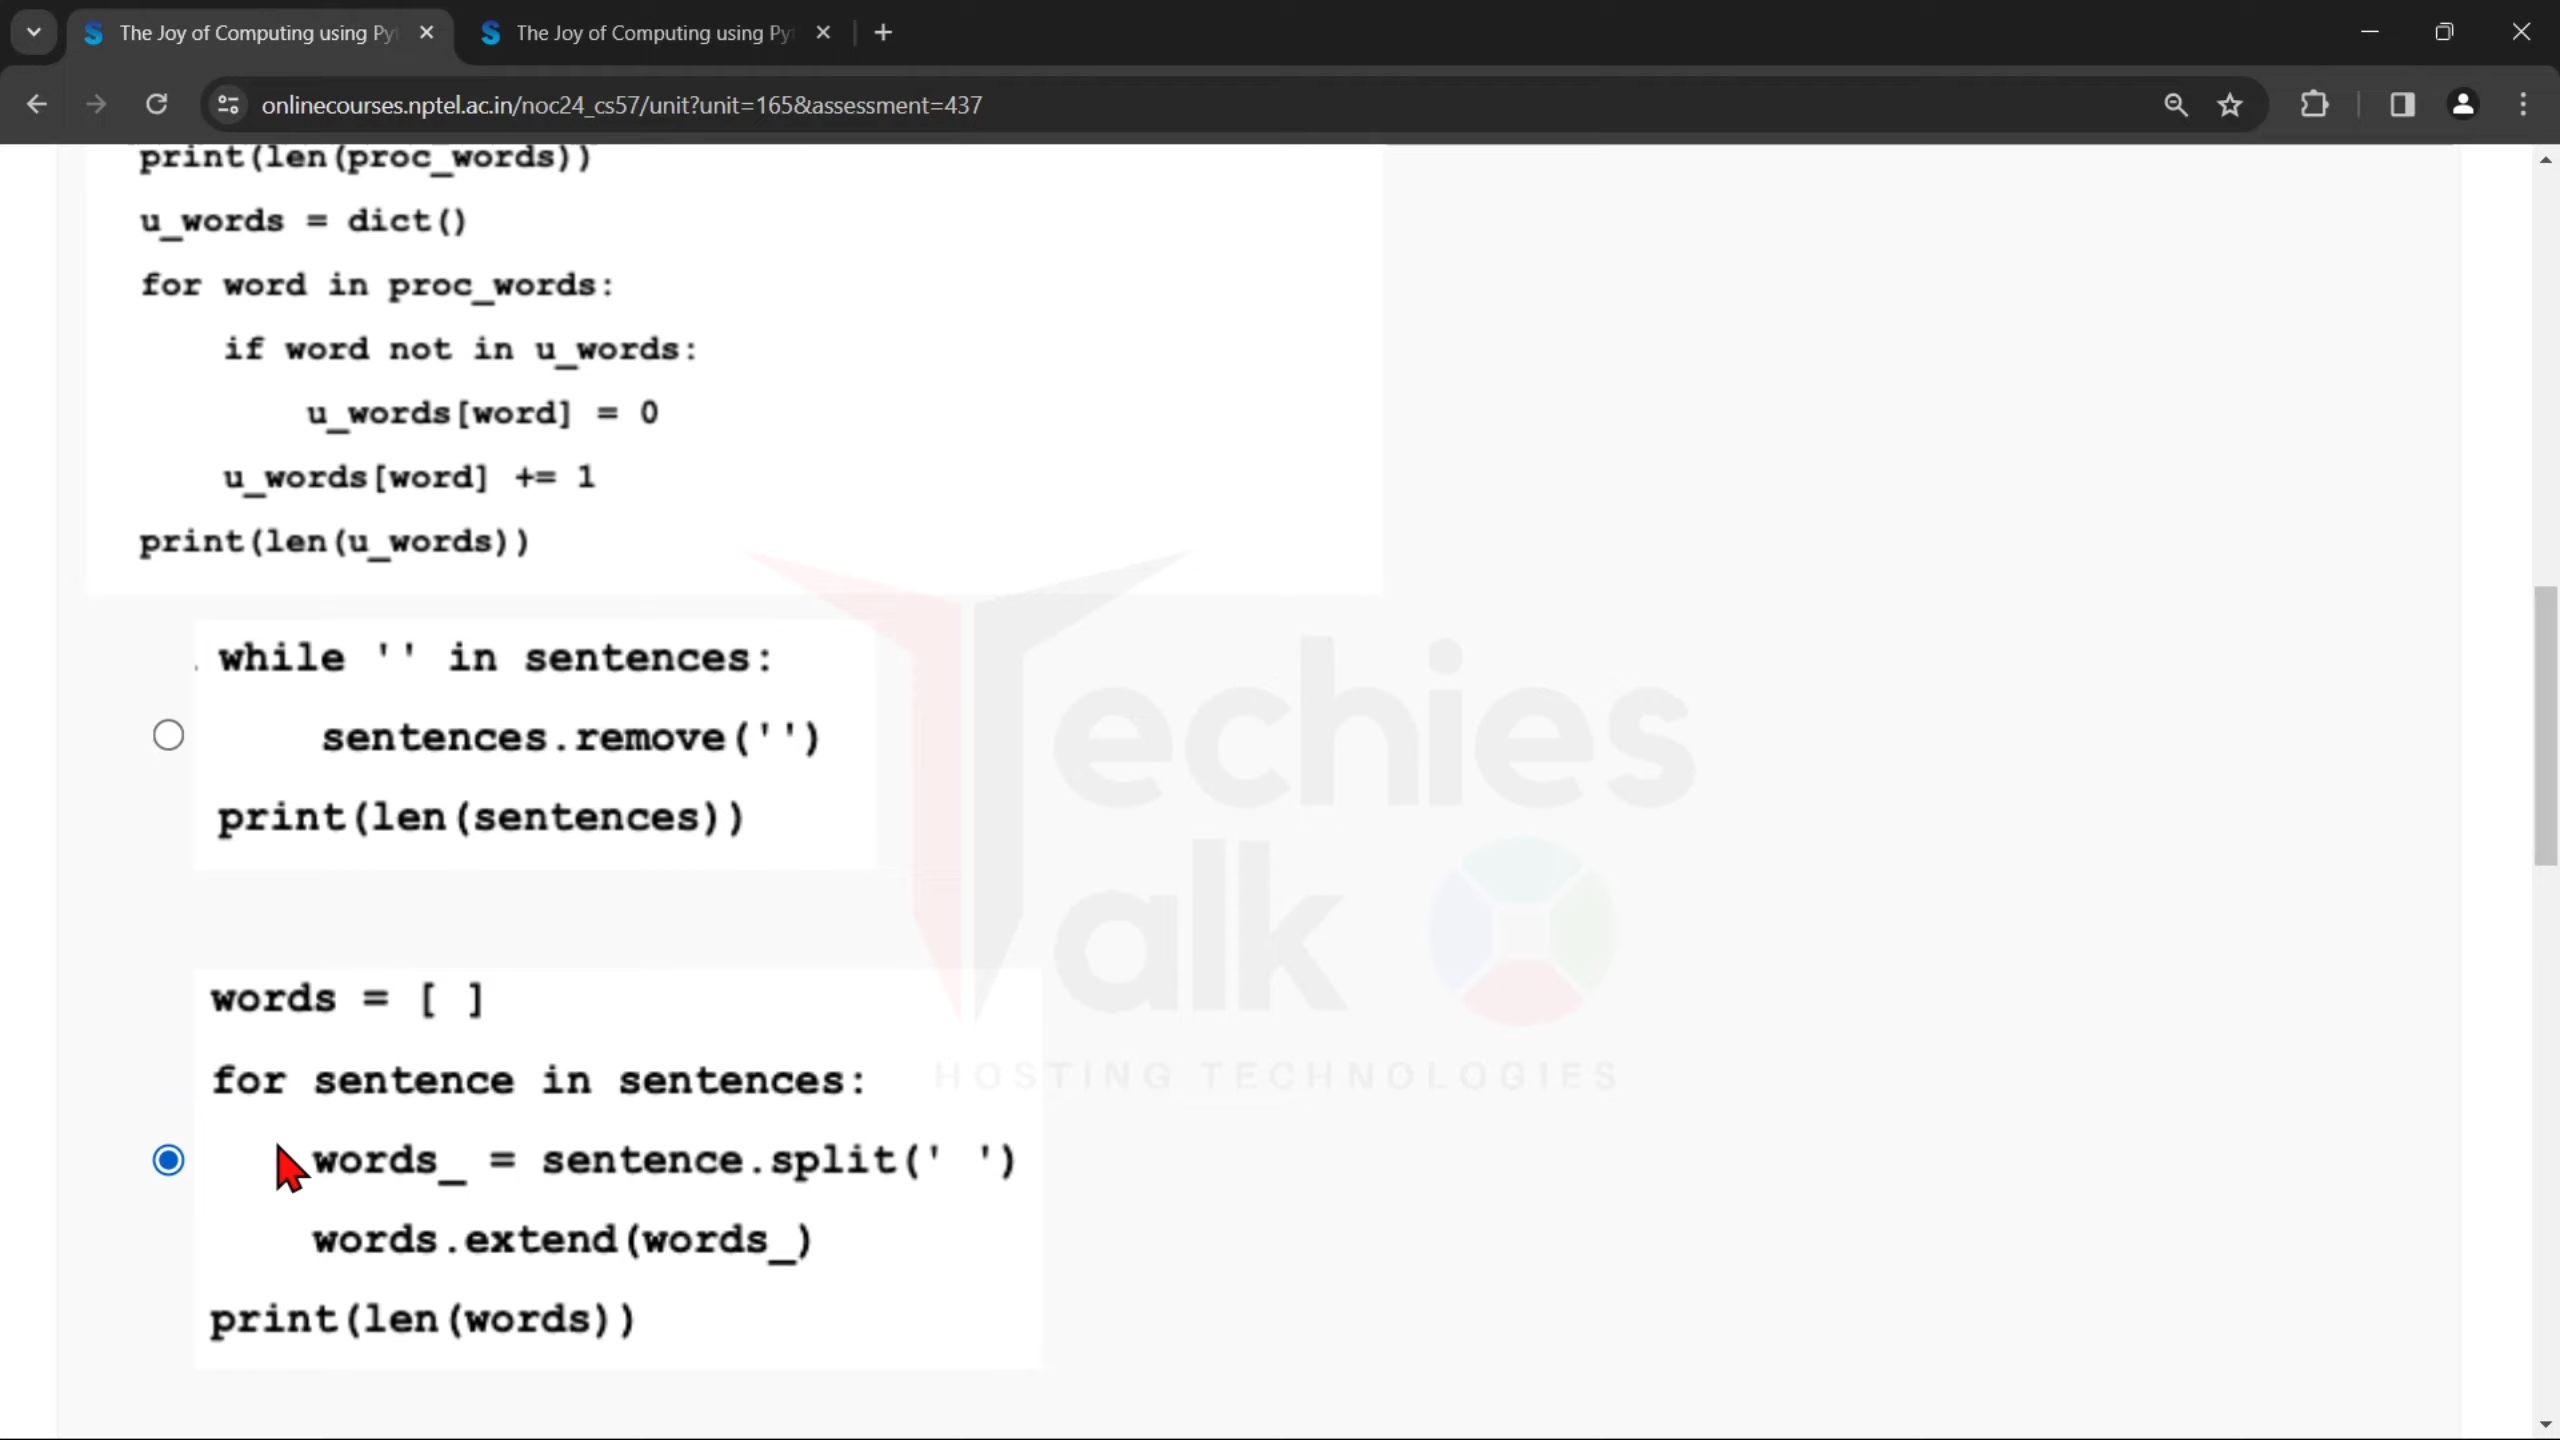 The Joy of Computing using Py
The Joy of Computing using Py
onlinecourses.nptel.ac.in/noc24_cs57/unit?unit=165&assessment=437
print(len(proc_words))
u_words = dict()
for word in proc_words:
if word not in u_words:
u_words[word] = 0
u_words[word] += 1
print(len(u_words))
. while '' in sentences:
sentences.remove('')
print(len(sentences))
words = [ ]
for sentence in sentences:
words_ = sentence.split(' ')
words.extend(words_)
print(len(words))
Techies
Talk
HOSTING TECHNOLOGIES